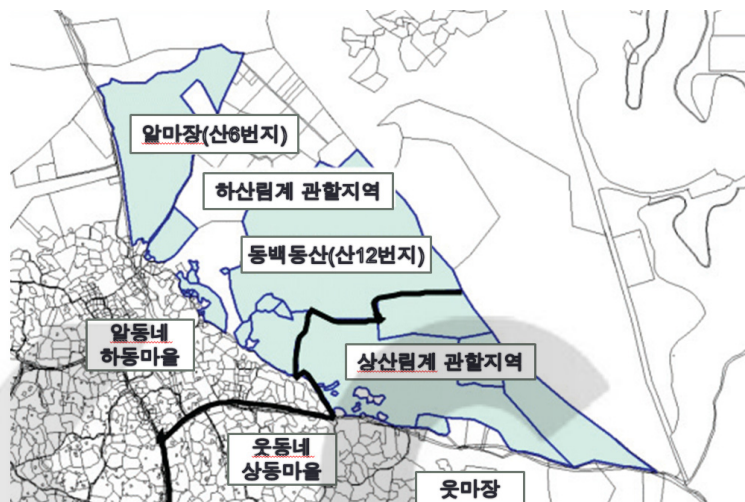 알마장(산6번지)
하산림계 관할지역
동백동산(산12번지)
알동네
하동마을
상산림계 관할지역
웃동네
상동마을
웃마장